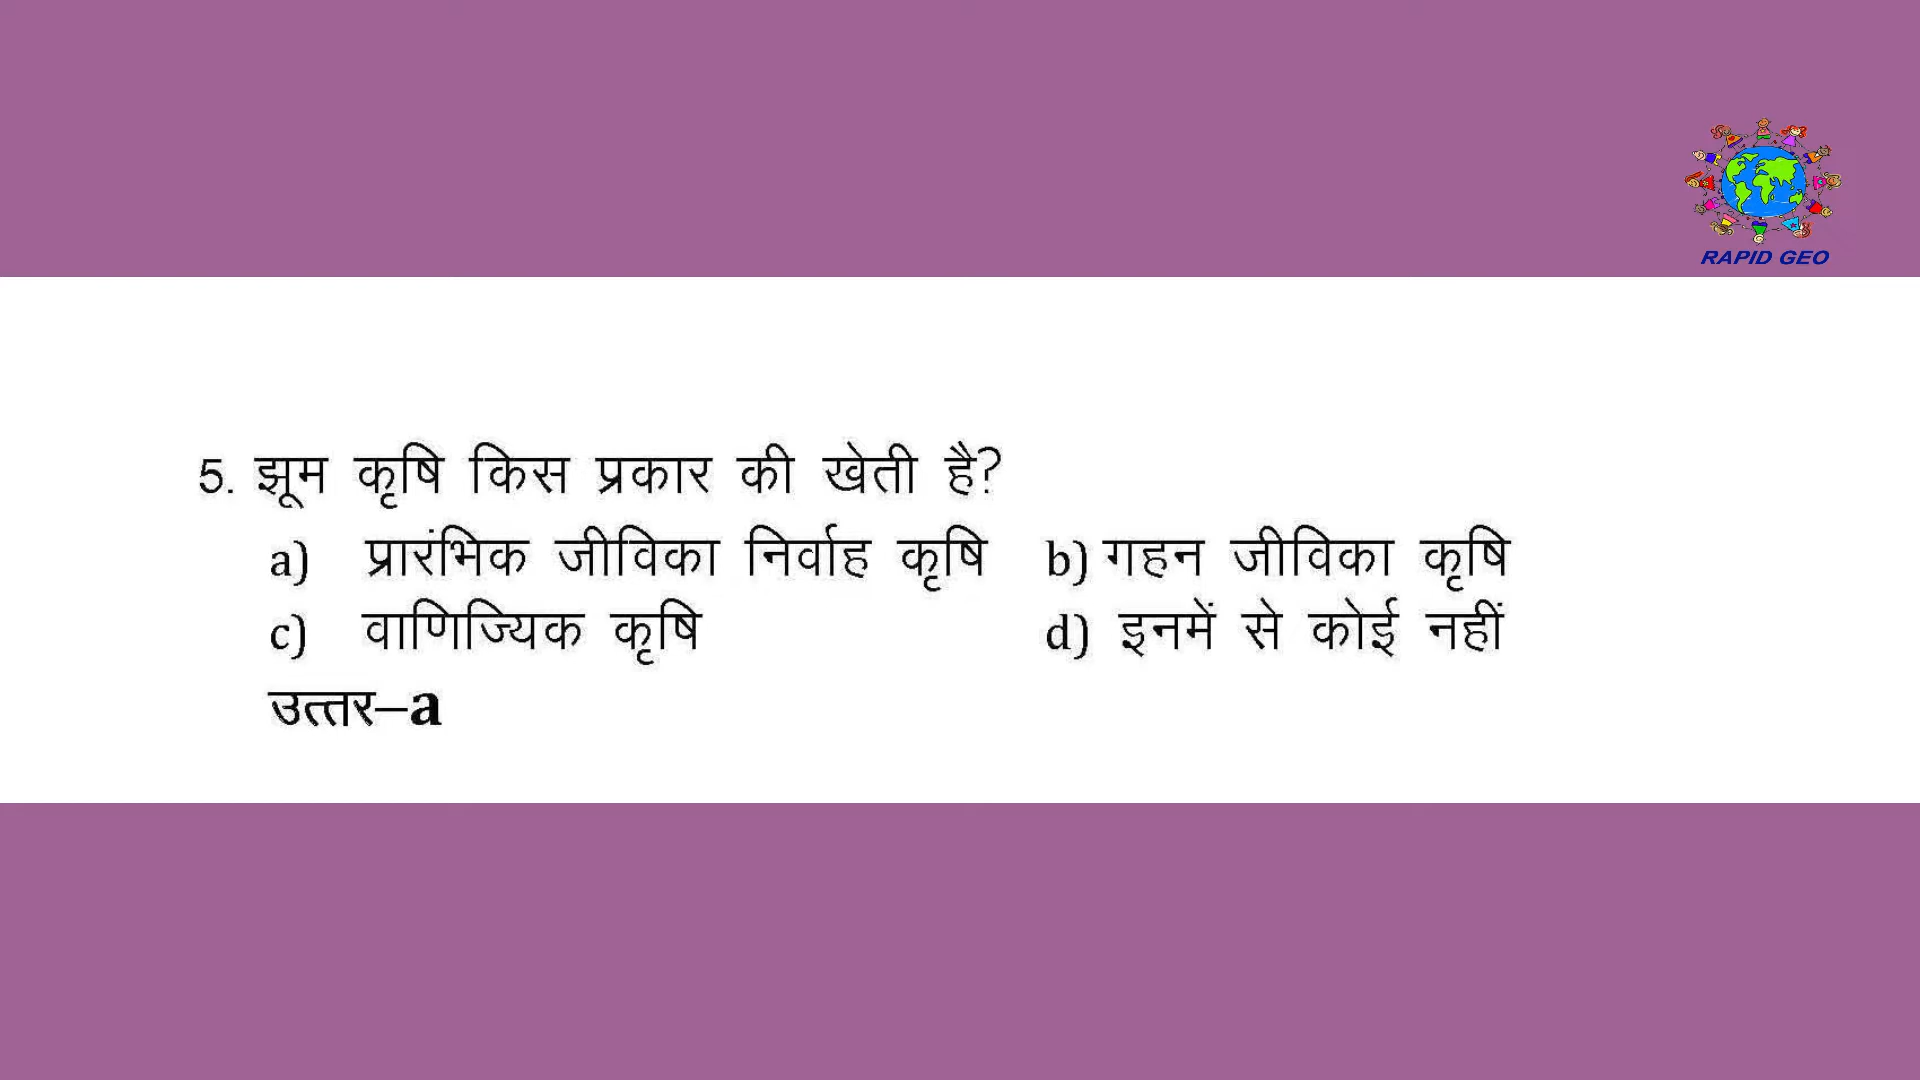 RAPID GEO
5. झूम कृषि किस प्रकार की खेती है?
a) प्रारंभिक जीविका निर्वाह कृषि b) गहन जीविका कृषि
c) वाणिज्यिक कृषि d) इनमें से कोई नहीं
उत्तर–a